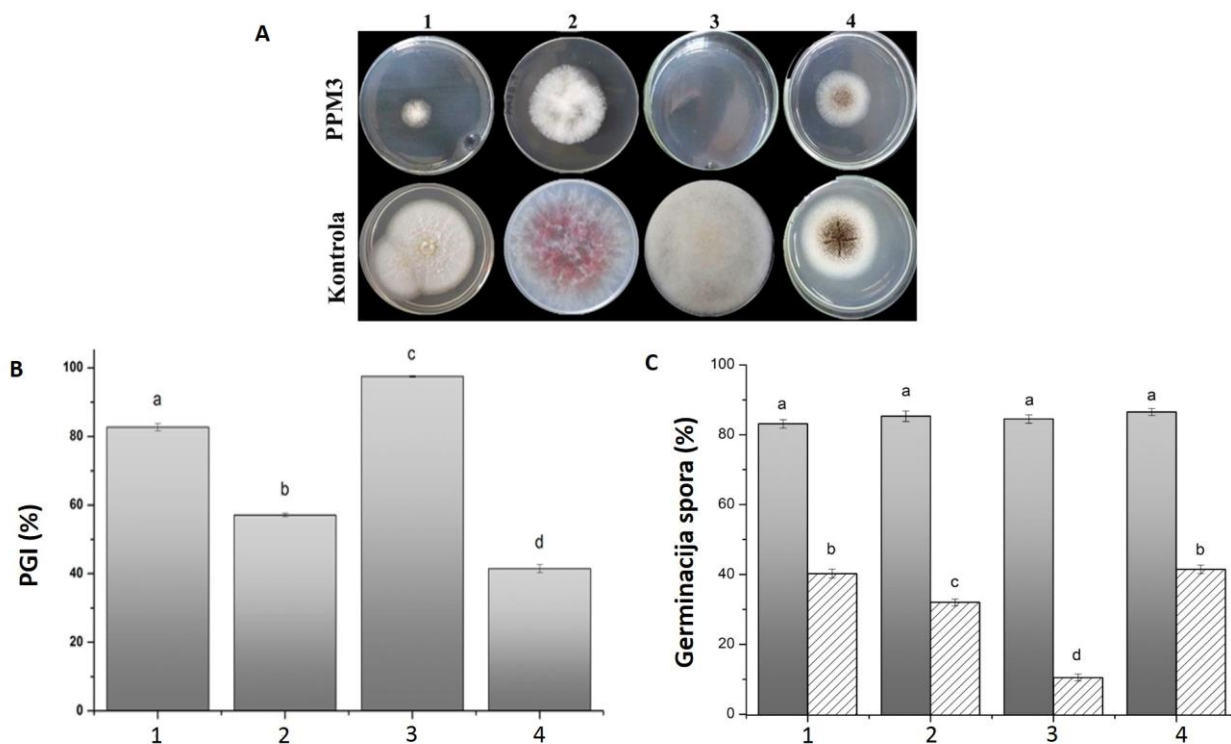 A
1 2 3 4
PPM3
Kontrola
B
PGI (%)
100
80
60
40
20
0
a
b
c
d
1 2 3 4
C
Germinacija spora (%)
100
80
60
40
20
0
a b a c a d a b
1 2 3 4